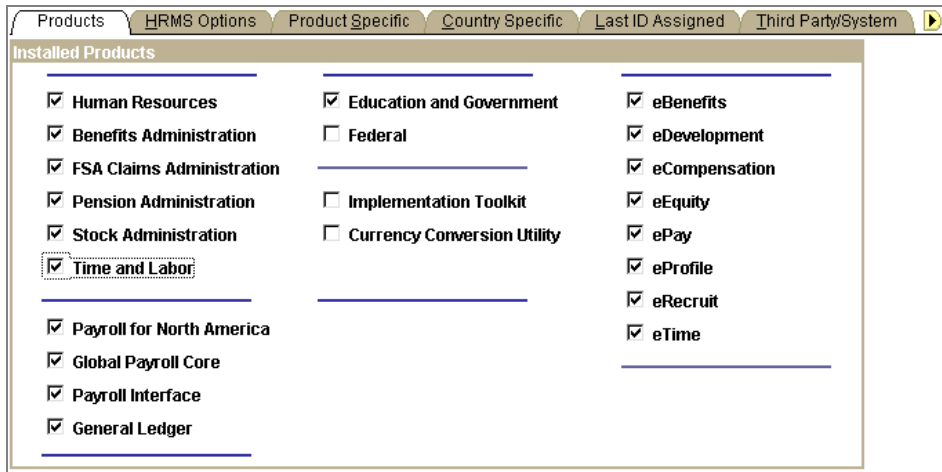 Products HRMS Options Product Specific Country Specific Last ID Assigned Third Party/System
Installed Products
Human Resources
Benefits Administration
FSA Claims Administration
Pension Administration
Stock Administration
Time and Labor
Payroll for North America
Global Payroll Core
Payroll Interface
General Ledger
Education and Government
Federal
Implementation Toolkit
Currency Conversion Utility
eBenefits
eDevelopment
eCompensation
eEquity
ePay
eProfile
eRecruit
eTime